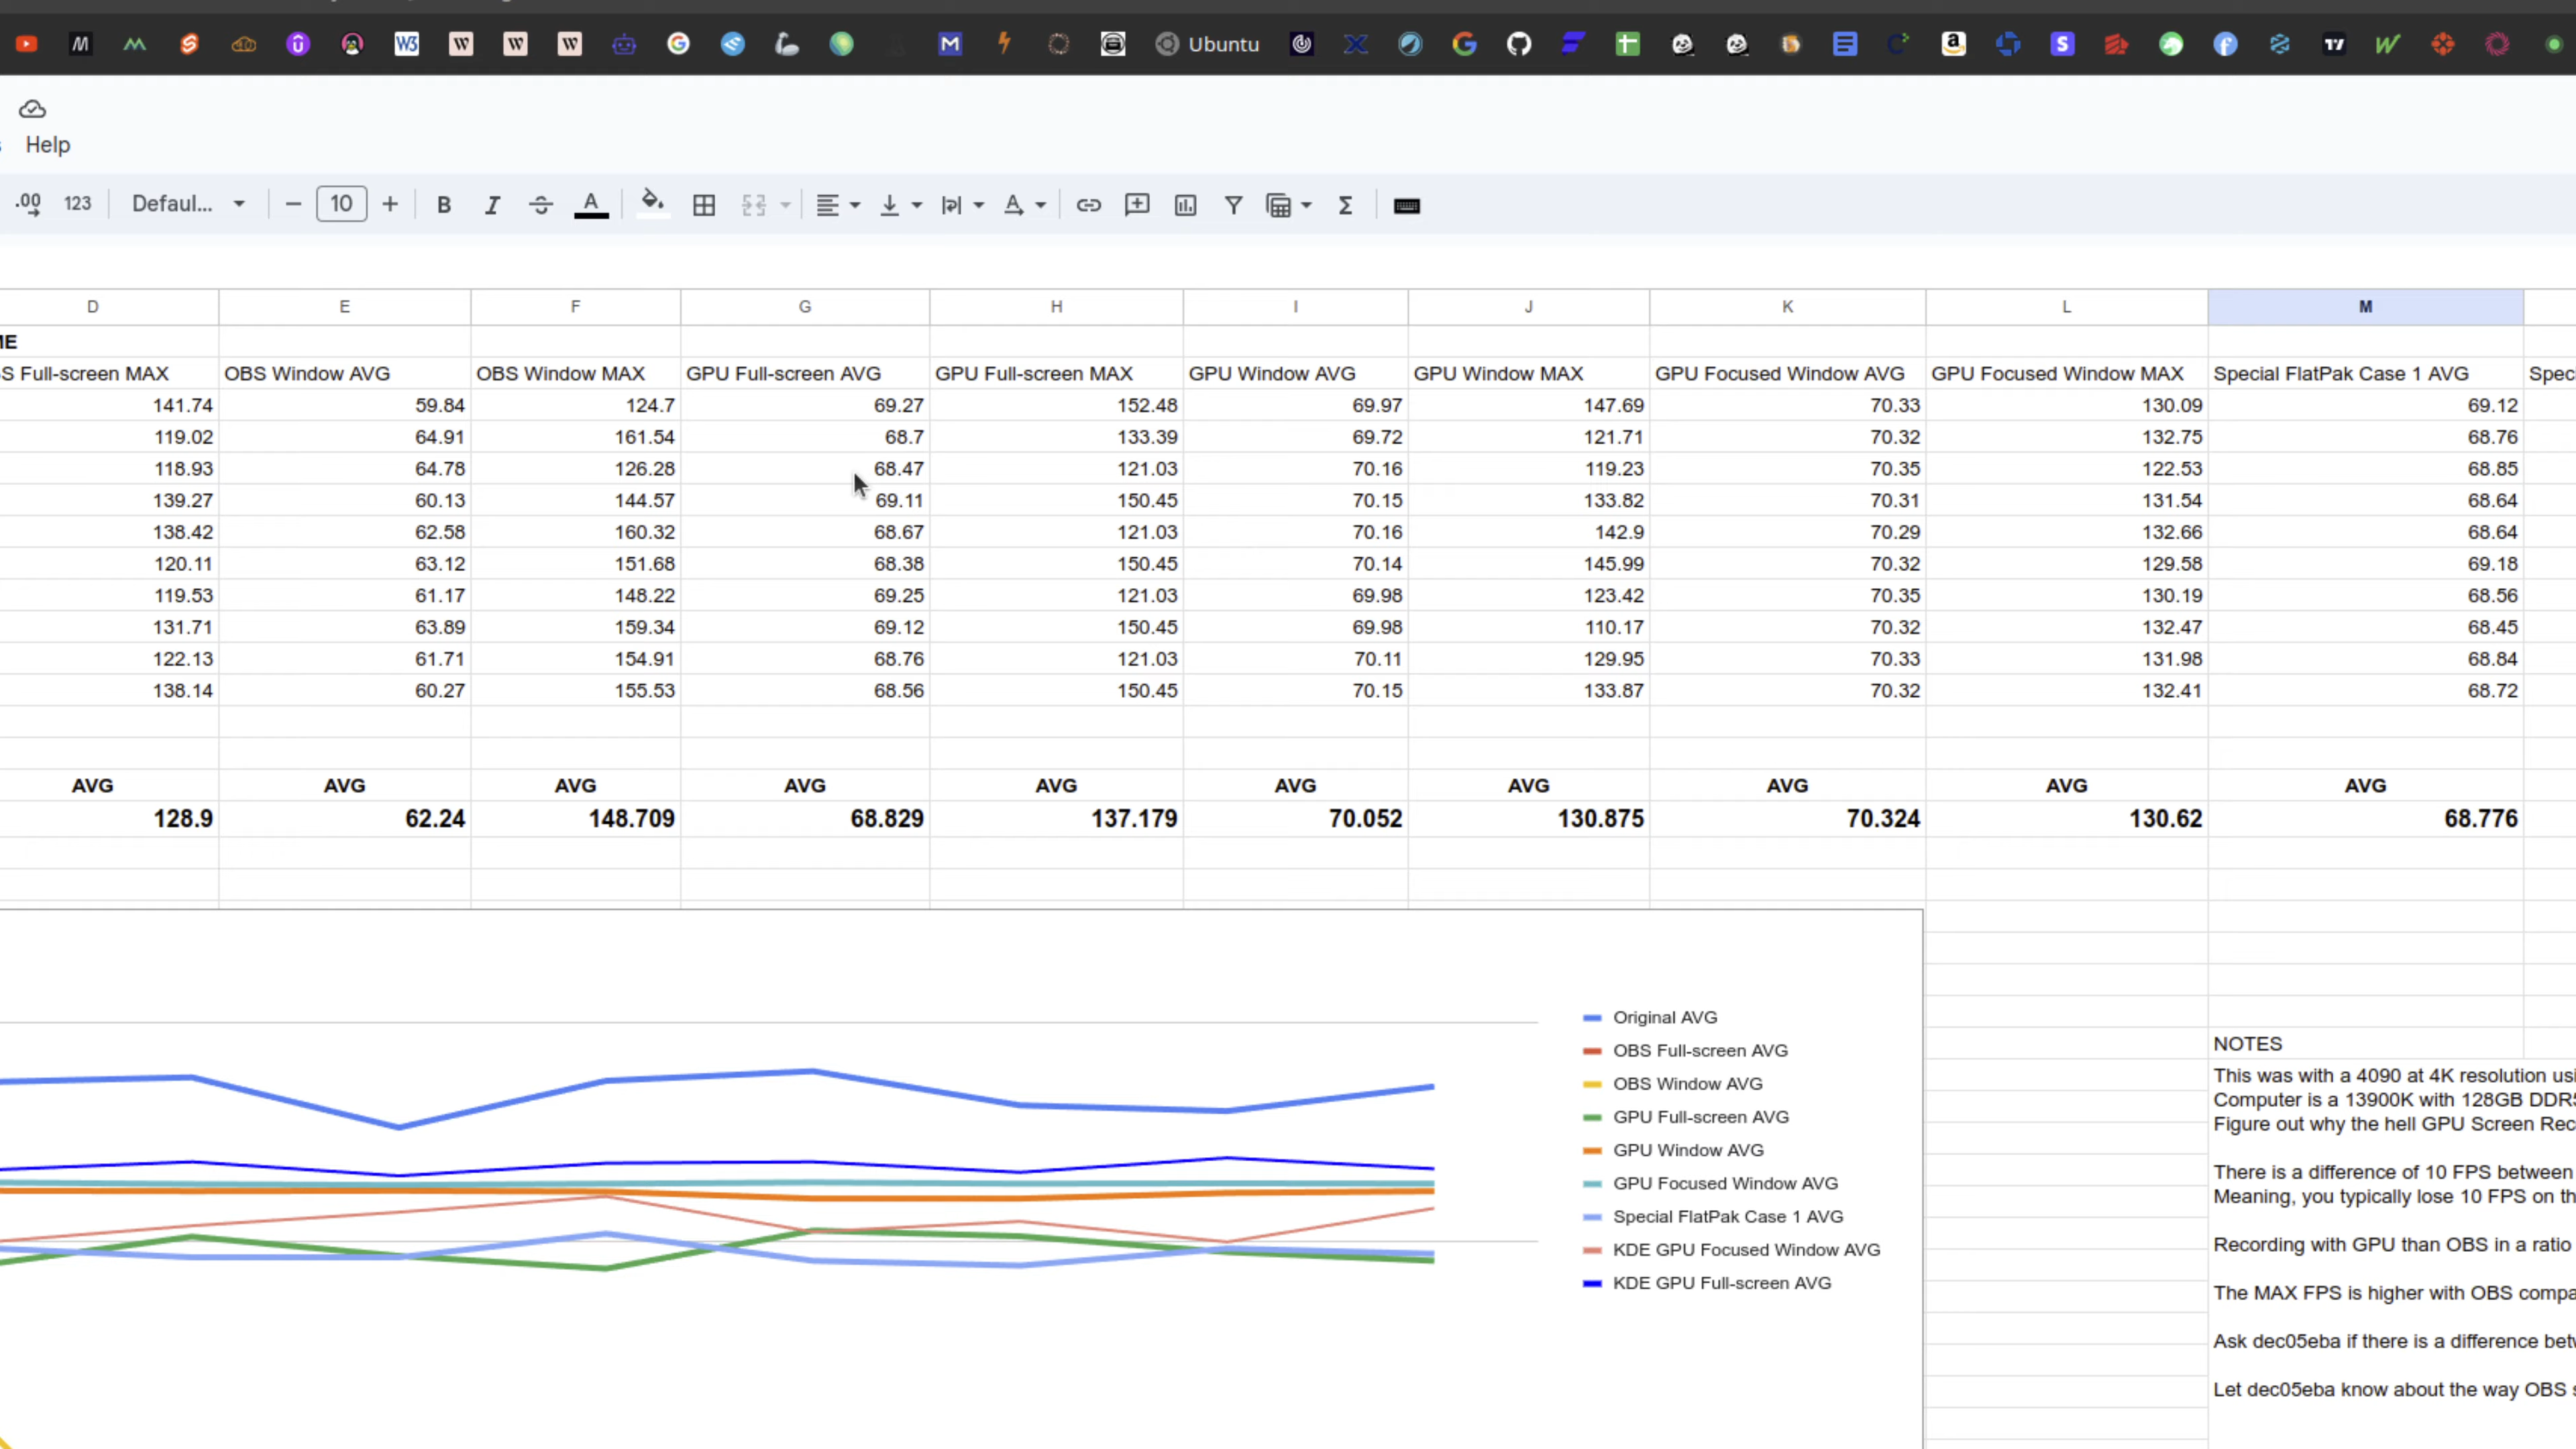 Ubuntu
Help
.00 123 Defaul... 10 B I A
D E F G H I J K L M
ME
S Full-screen MAX OBS Window AVG OBS Window MAX GPU Full-screen AVG GPU Full-screen MAX GPU Window AVG GPU Window MAX GPU Focused Window AVG GPU Focused Window MAX Special FlatPak Case 1 AVG Spec
141.74 59.84 124.7 69.27 152.48 69.97 147.69 70.33 130.09 69.12
119.02 64.91 161.54 68.7 133.39 69.72 121.71 70.32 132.75 68.76
118.93 64.78 126.28 68.47 121.03 70.16 119.23 70.35 122.53 68.85
139.27 60.13 144.57 69.11 150.45 70.15 133.82 70.31 131.54 68.64
138.42 62.58 160.32 68.67 121.03 70.16 142.9 70.29 132.66 68.64
120.11 63.12 151.68 68.38 150.45 70.14 145.99 70.32 129.58 69.18
119.53 61.17 148.22 69.25 121.03 69.98 123.42 70.35 130.19 68.56
131.71 63.89 159.34 69.12 150.45 69.98 110.17 70.32 132.47 68.45
122.13 61.71 154.91 68.76 121.03 70.11 129.95 70.33 131.98 68.84
138.14 60.27 155.53 68.56 150.45 70.15 133.87 70.32 132.41 68.72
AVG AVG AVG AVG AVG AVG AVG AVG AVG AVG
128.9 62.24 148.709 68.829 137.179 70.052 130.875 70.324 130.62 68.776
Original AVG
OBS Full-screen AVG
OBS Window AVG
GPU Full-screen AVG
GPU Window AVG
GPU Focused Window AVG
Special FlatPak Case 1 AVG
KDE GPU Focused Window AVG
KDE GPU Full-screen AVG
NOTES
This was with a 4090 at 4K resolution usi
Computer is a 13900K with 128GB DDR5
Figure out why the hell GPU Screen Rec
There is a difference of 10 FPS between
Meaning, you typically lose 10 FPS on th
Recording with GPU than OBS in a ratio
The MAX FPS is higher with OBS compa
Ask dec05eba if there is a difference betw
Let dec05eba know about the way OBS s